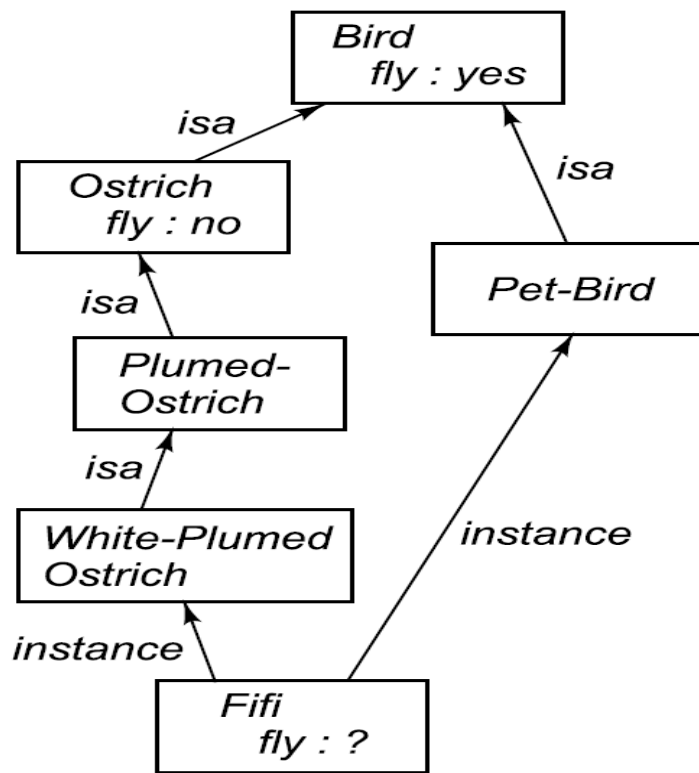 Bird
fly : yes
isa
isa
Ostrich
fly : no
Pet-Bird
isa
Plumed-
Ostrich
isa
White-Plumed
Ostrich
instance
instance
Fifi
fly : ?